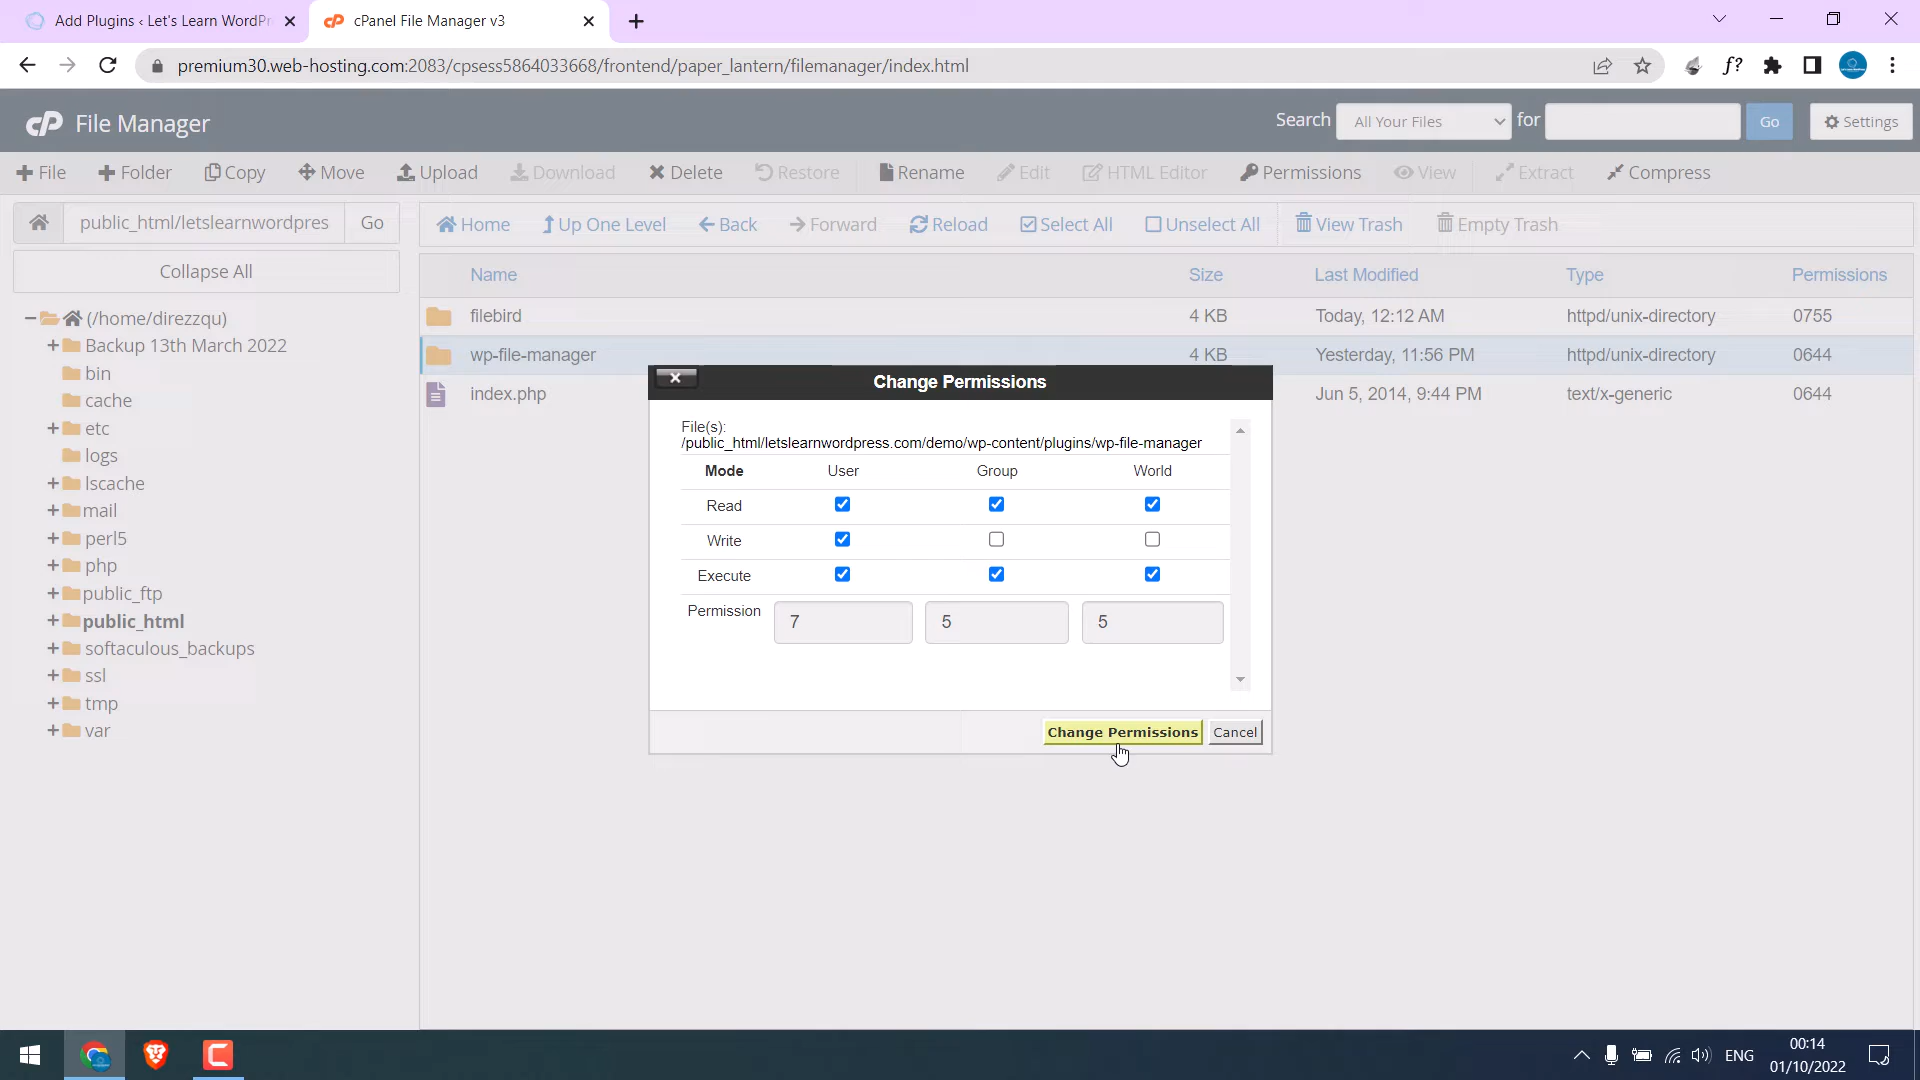 Add Plugins ‹ Let's Learn WordPr
cPanel File Manager v3
premium30.web-hosting.com:2083/cpsess5864033668/frontend/paper_lantern/filemanager/index.html
f?
cP File Manager
Search All Your Files for Go Settings
File Folder Copy Move Upload Download Delete Restore Rename Edit HTML Editor Permissions View Extract Compress
public_html/letslearnwordpres Go
Home Up One Level Back Forward Reload Select All Unselect All View Trash Empty Trash
Collapse All
Name Size Last Modified Type Permissions
filebird 4 KB Today, 12:12 AM httpd/unix-directory 0755
wp-file-manager 4 KB Yesterday, 11:56 PM httpd/unix-directory 0644
index.php Jun 5, 2014, 9:44 PM text/x-generic 0644
(/home/direzzqu)
Backup 13th March 2022
bin
cache
etc
logs
lscache
mail
perl5
php
public_ftp
public_html
softaculous_backups
ssl
tmp
var
Change Permissions
File(s):
/public_html/letslearnwordpress.com/demo/wp-content/plugins/wp-file-manager
Mode User Group World
Read
Write
Execute
Permission 7 5 5
Change Permissions Cancel
ENG
00:14
01/10/2022